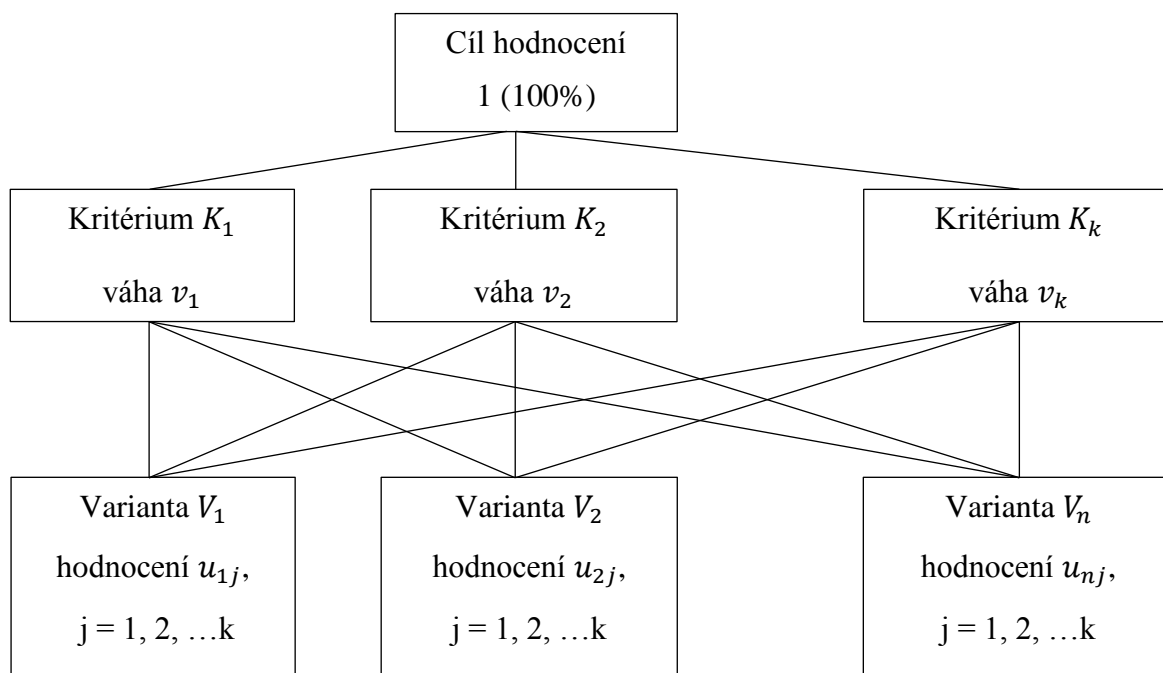 Cíl hodnocení
1 (100%)
Kritérium K₁
váha v₁
Kritérium K₂
váha v₂
Kritérium Kₖ
váha vₖ
Varianta V₁
hodnocení u₁ⱼ,
j = 1, 2, …k
Varianta V₂
hodnocení u₂ⱼ,
j = 1, 2, …k
Varianta Vₙ
hodnocení uₙⱼ,
j = 1, 2, …k